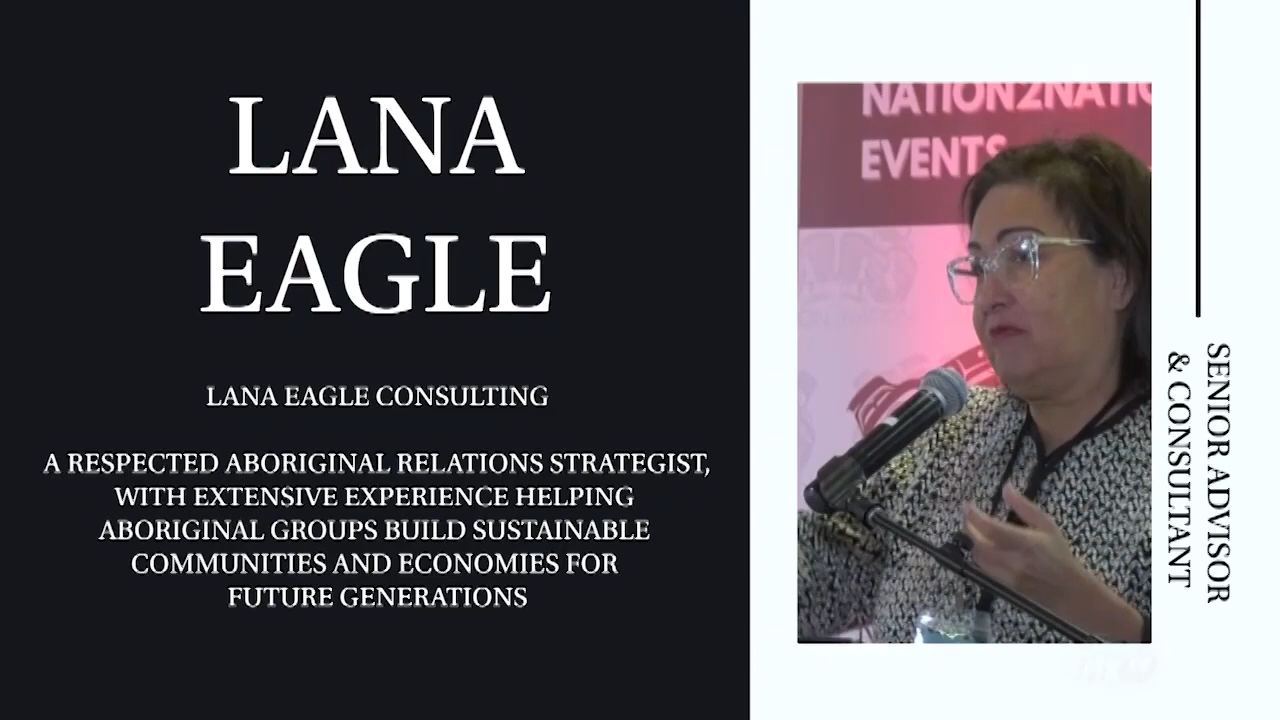 LANA
EAGLE
LANA EAGLE CONSULTING
A RESPECTED ABORIGINAL RELATIONS STRATEGIST,
WITH EXTENSIVE EXPERIENCE HELPING
ABORIGINAL GROUPS BUILD SUSTAINABLE
COMMUNITIES AND ECONOMIES FOR
FUTURE GENERATIONS
NATION2NATIO
EVENTS
SENIOR ADVISOR
& CONSULTANT